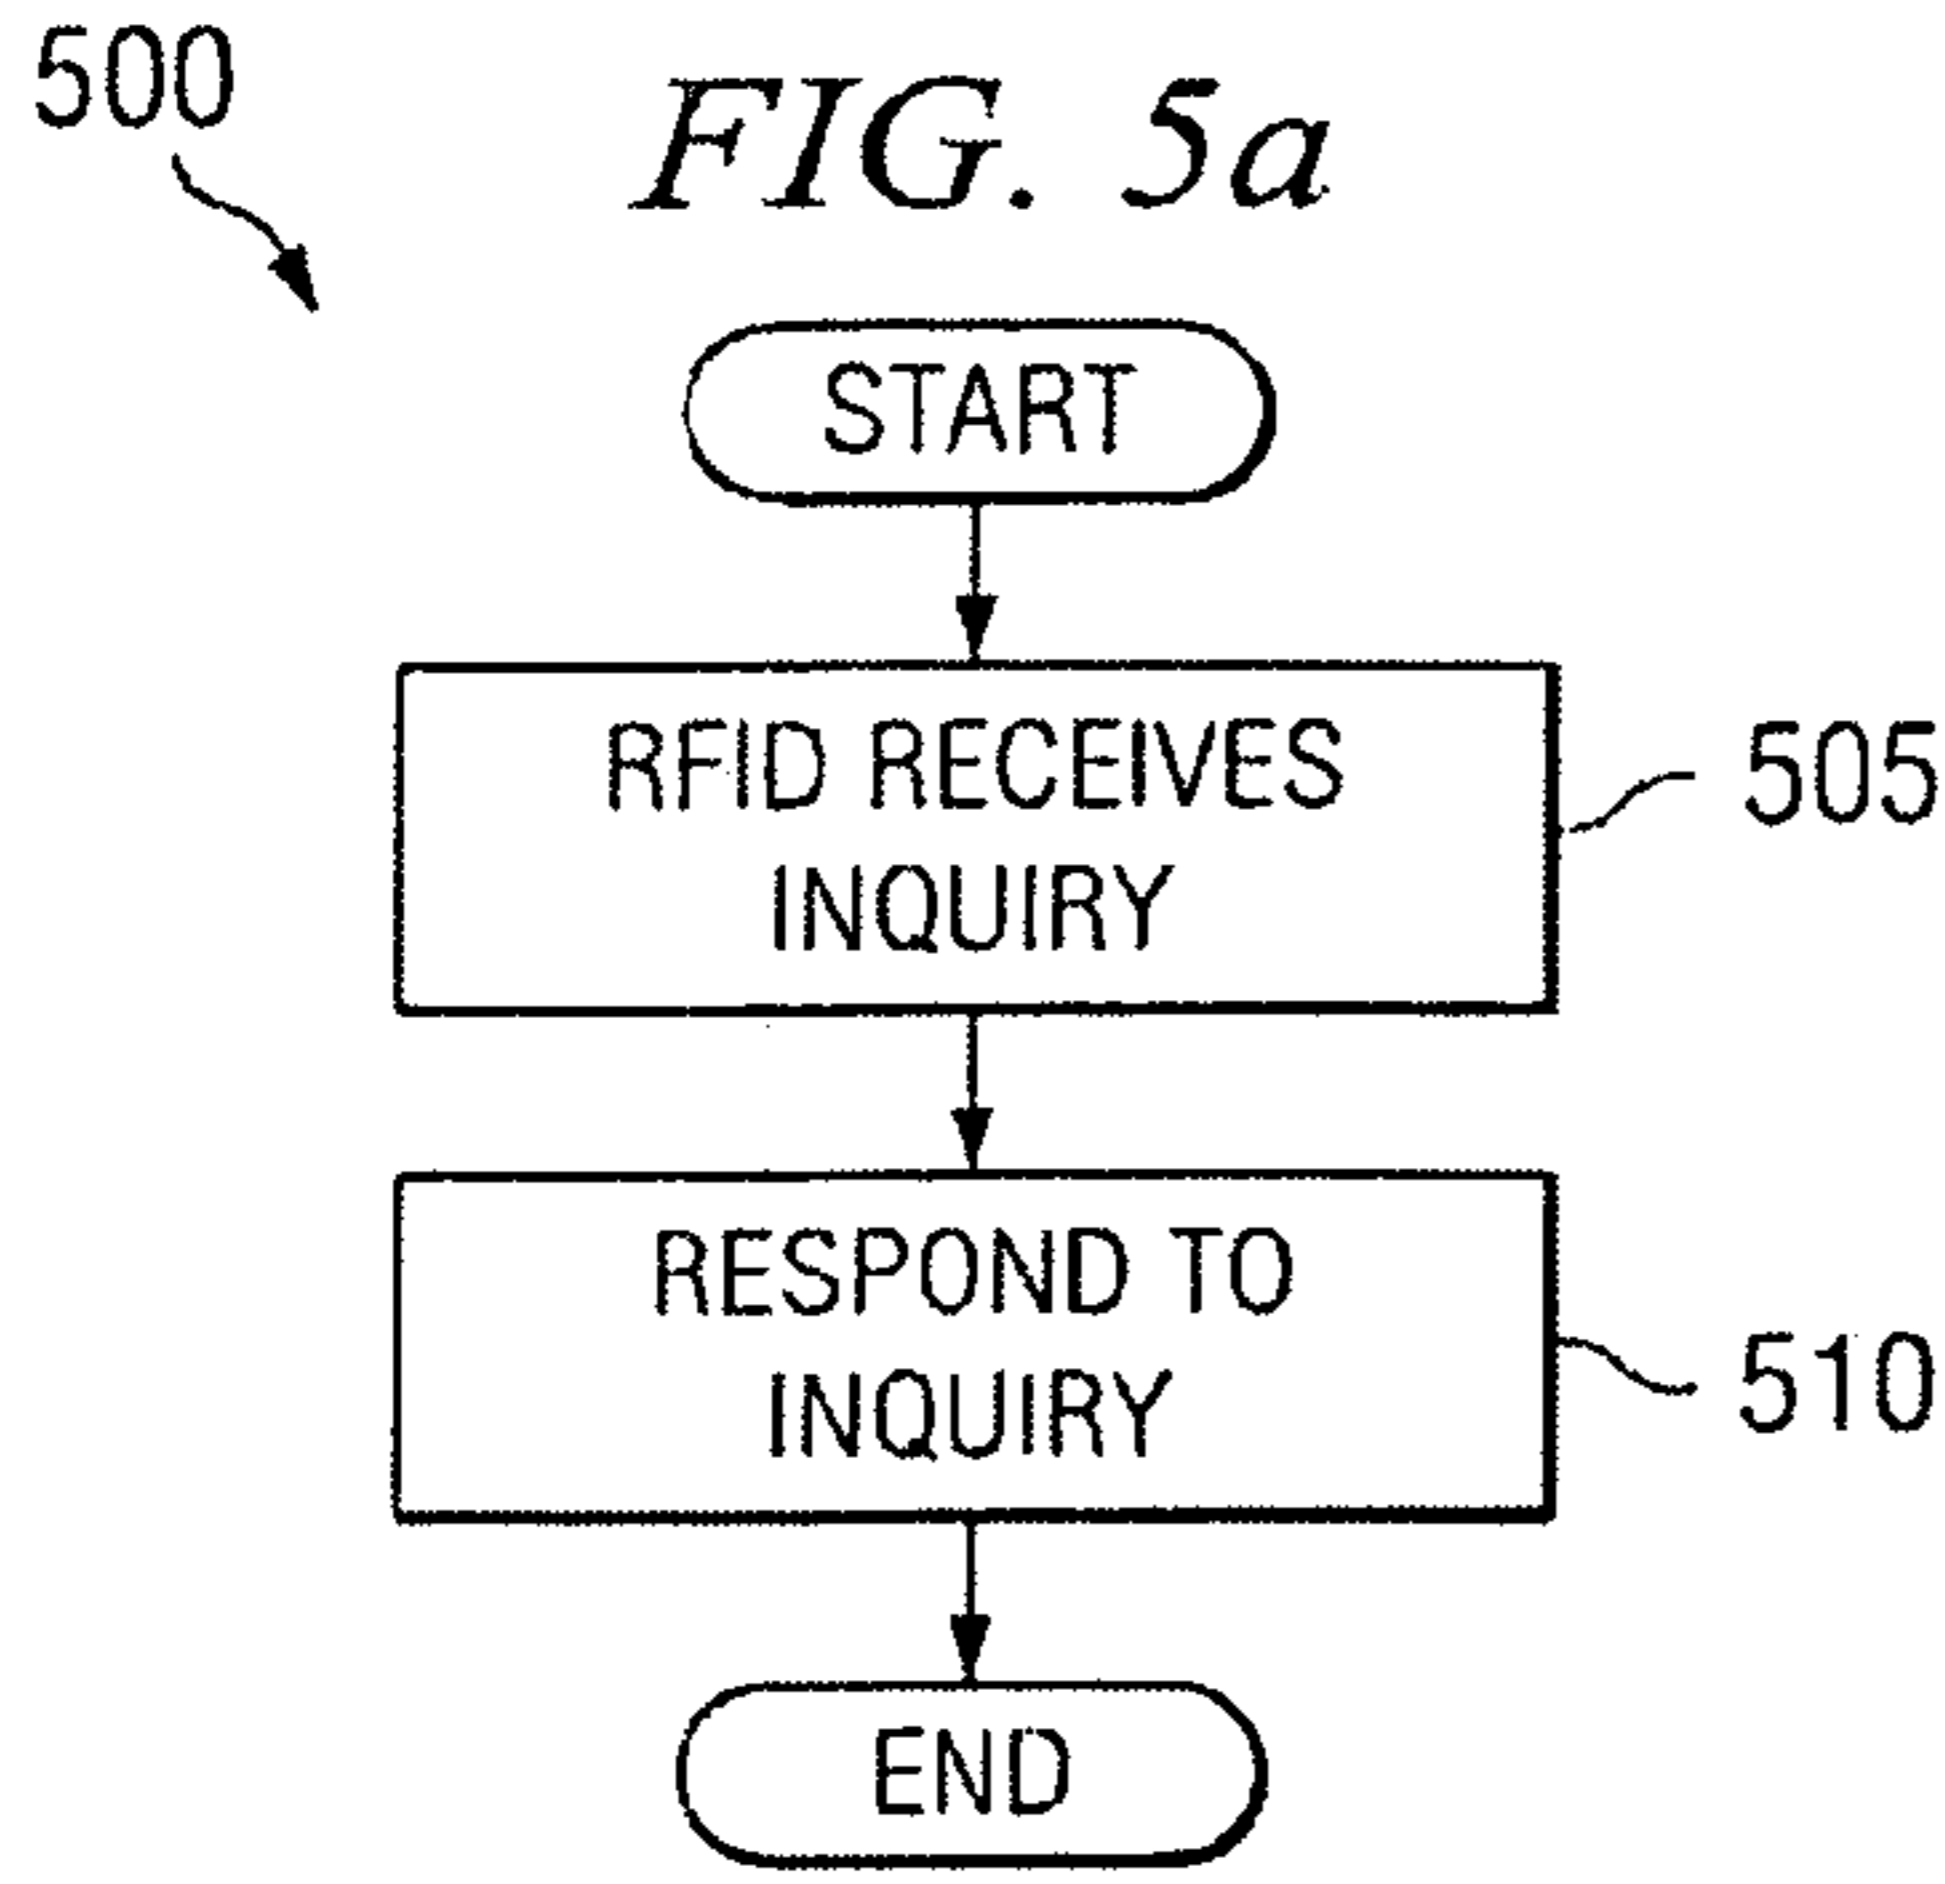 500
FIG. 5a
START
RFID RECEIVES
INQUIRY
505
RESPOND TO
INQUIRY
510
END